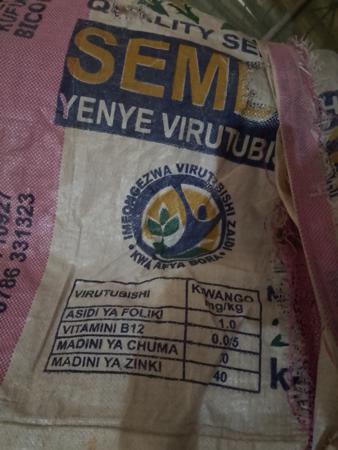 QUALITY SE
SEM
YENYE VIRUTUBIS
IMEONGEZWA VIRUTUBISHI ZAIDI
• KWA AFYA BORA •
VIRUTUBISHI KIWANGO mg/kg
ASIDI YA FOLIKI 1.0
VITAMINI B12 0.0/5
MADINI YA CHUMA 0
MADINI YA ZINKI 40
0786 331323